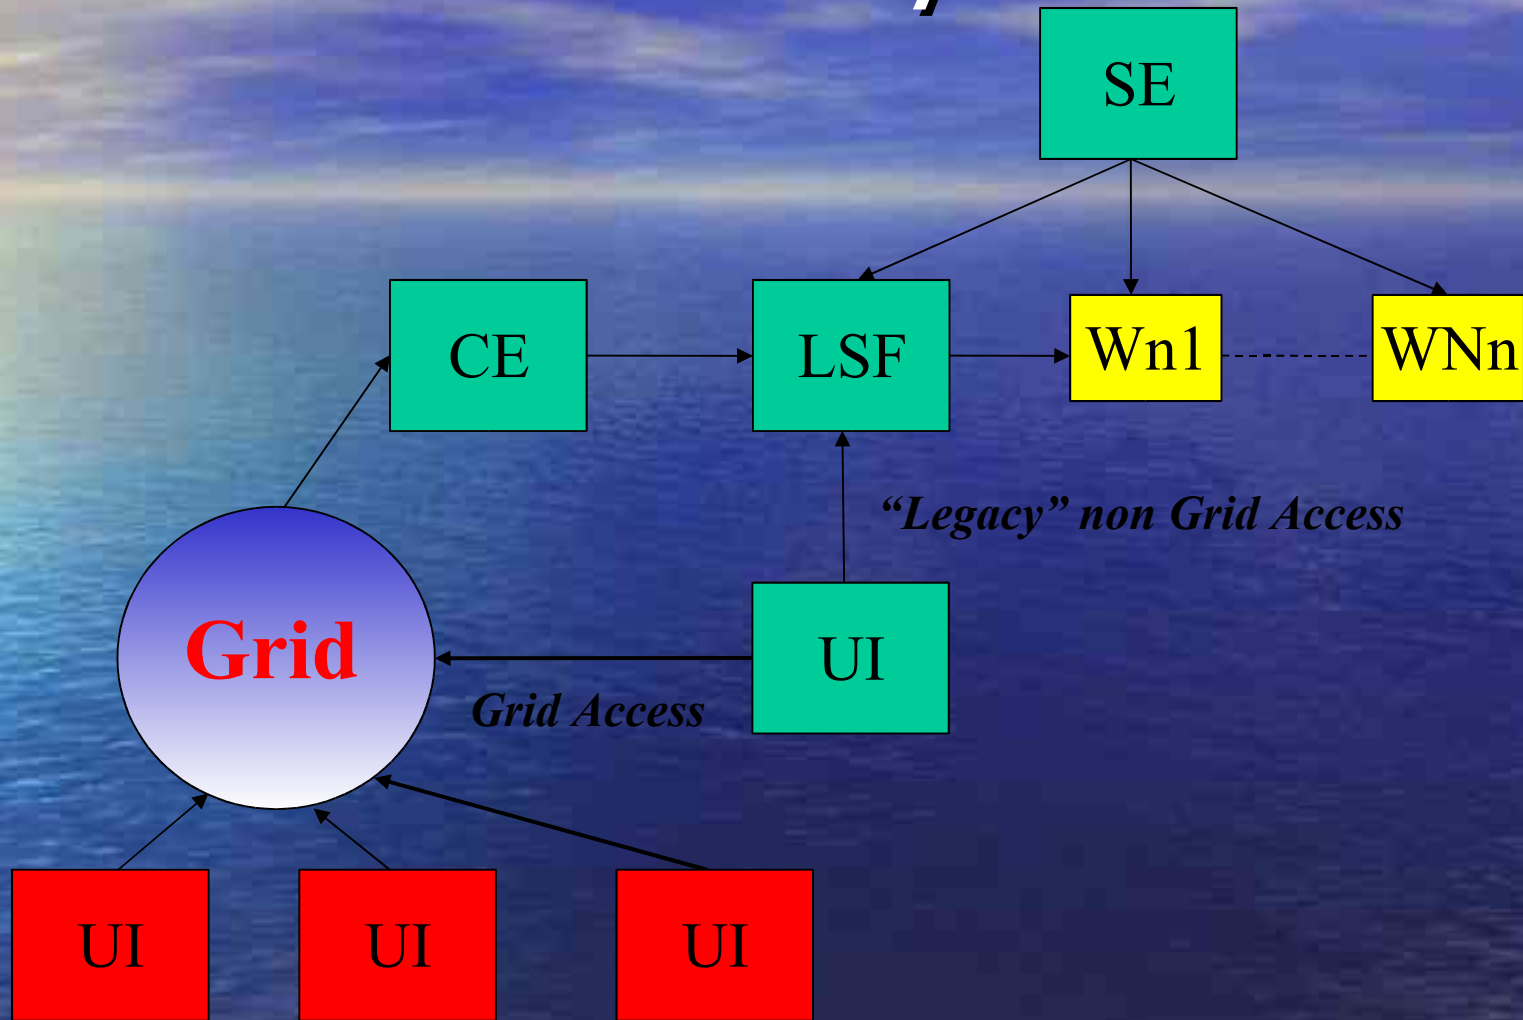 SE
CE
LSF
Wn1
WNn
“Legacy” non Grid Access
Grid
UI
Grid Access
UI
UI
UI